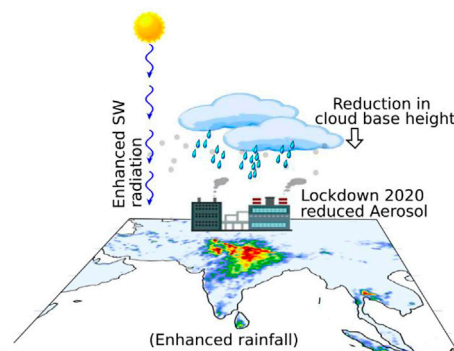 Enhanced SW
radiation
Reduction in
cloud base height
Lockdown 2020
reduced Aerosol
(Enhanced rainfall)